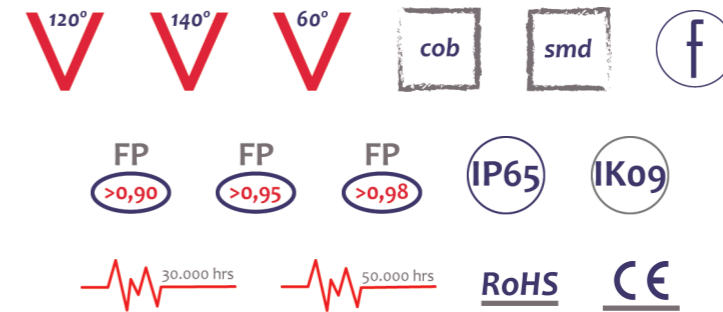 120° 140° 60° cob smd f
FP FP FP
>0,90 >0,95 >0,98 IP65 IK09
30.000 hrs 50.000 hrs RoHS CE